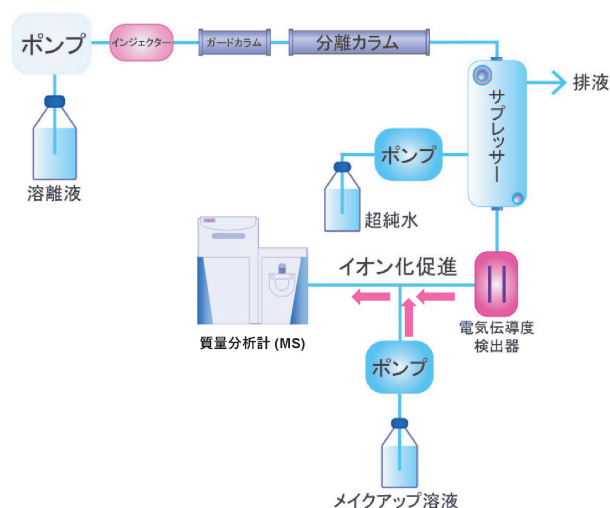 ポンプ
インジェクター
ガードカラム
分離カラム
サプレッサー
排液
溶離液
ポンプ
超純水
イオン化促進
質量分析計 (MS)
電気伝導度
検出器
ポンプ
メイクアップ溶液